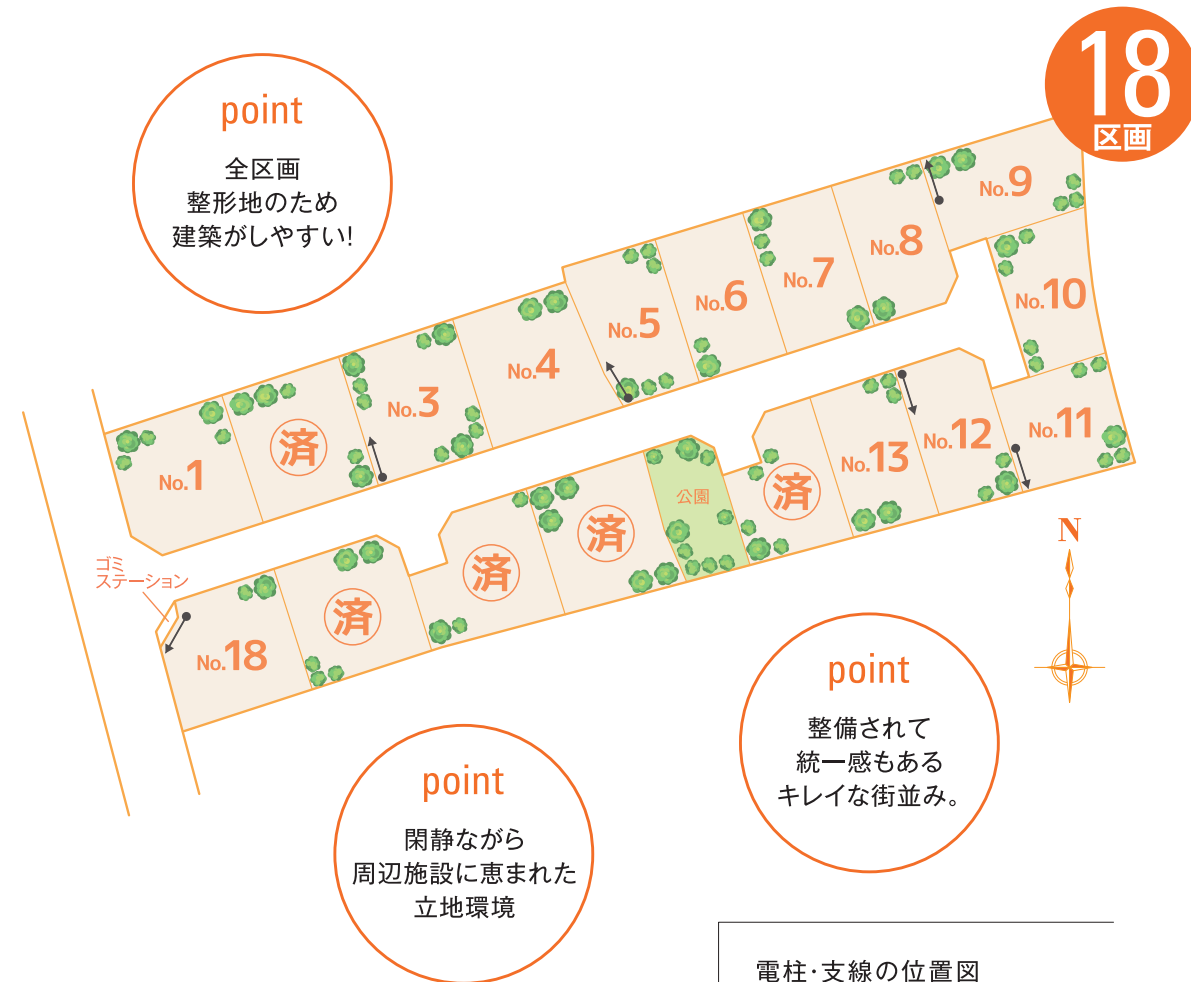 18
区画
point
全区画
整形地のため
建築がしやすい!
No.9
No.8
No.7
No.6
No.5
No.10
No.4
No.3
済
No.1
No.11
No.12
No.13
済
公園
済
済
済
No.18
ゴミ
ステーション
N
point
整備されて
統一感もある
キレイな街並み。
point
閑静ながら
周辺施設に恵まれた
立地環境
電柱・支線の位置図